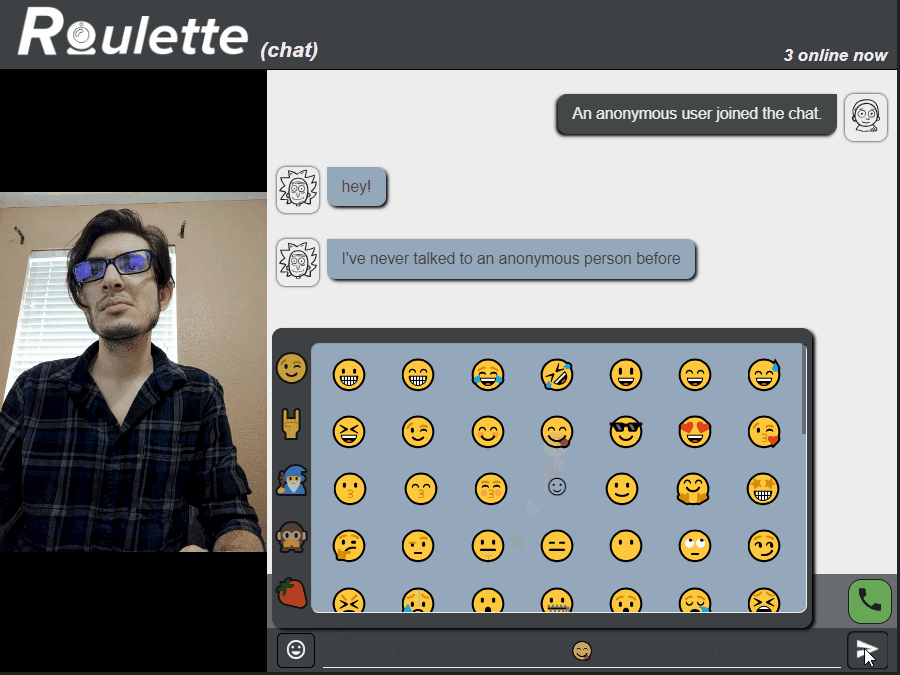 Roulette (chat)
3 online now
An anonymous user joined the chat.
hey!
I've never talked to an anonymous person before